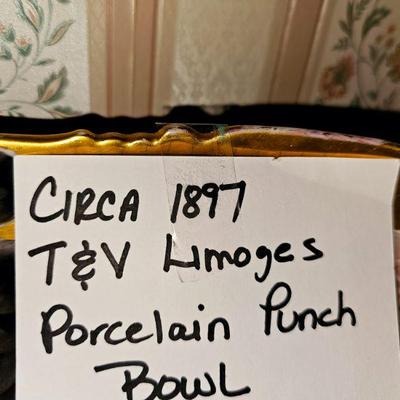 CIRCA 1897
T&V Limoges
Porcelain Punch
BOWL